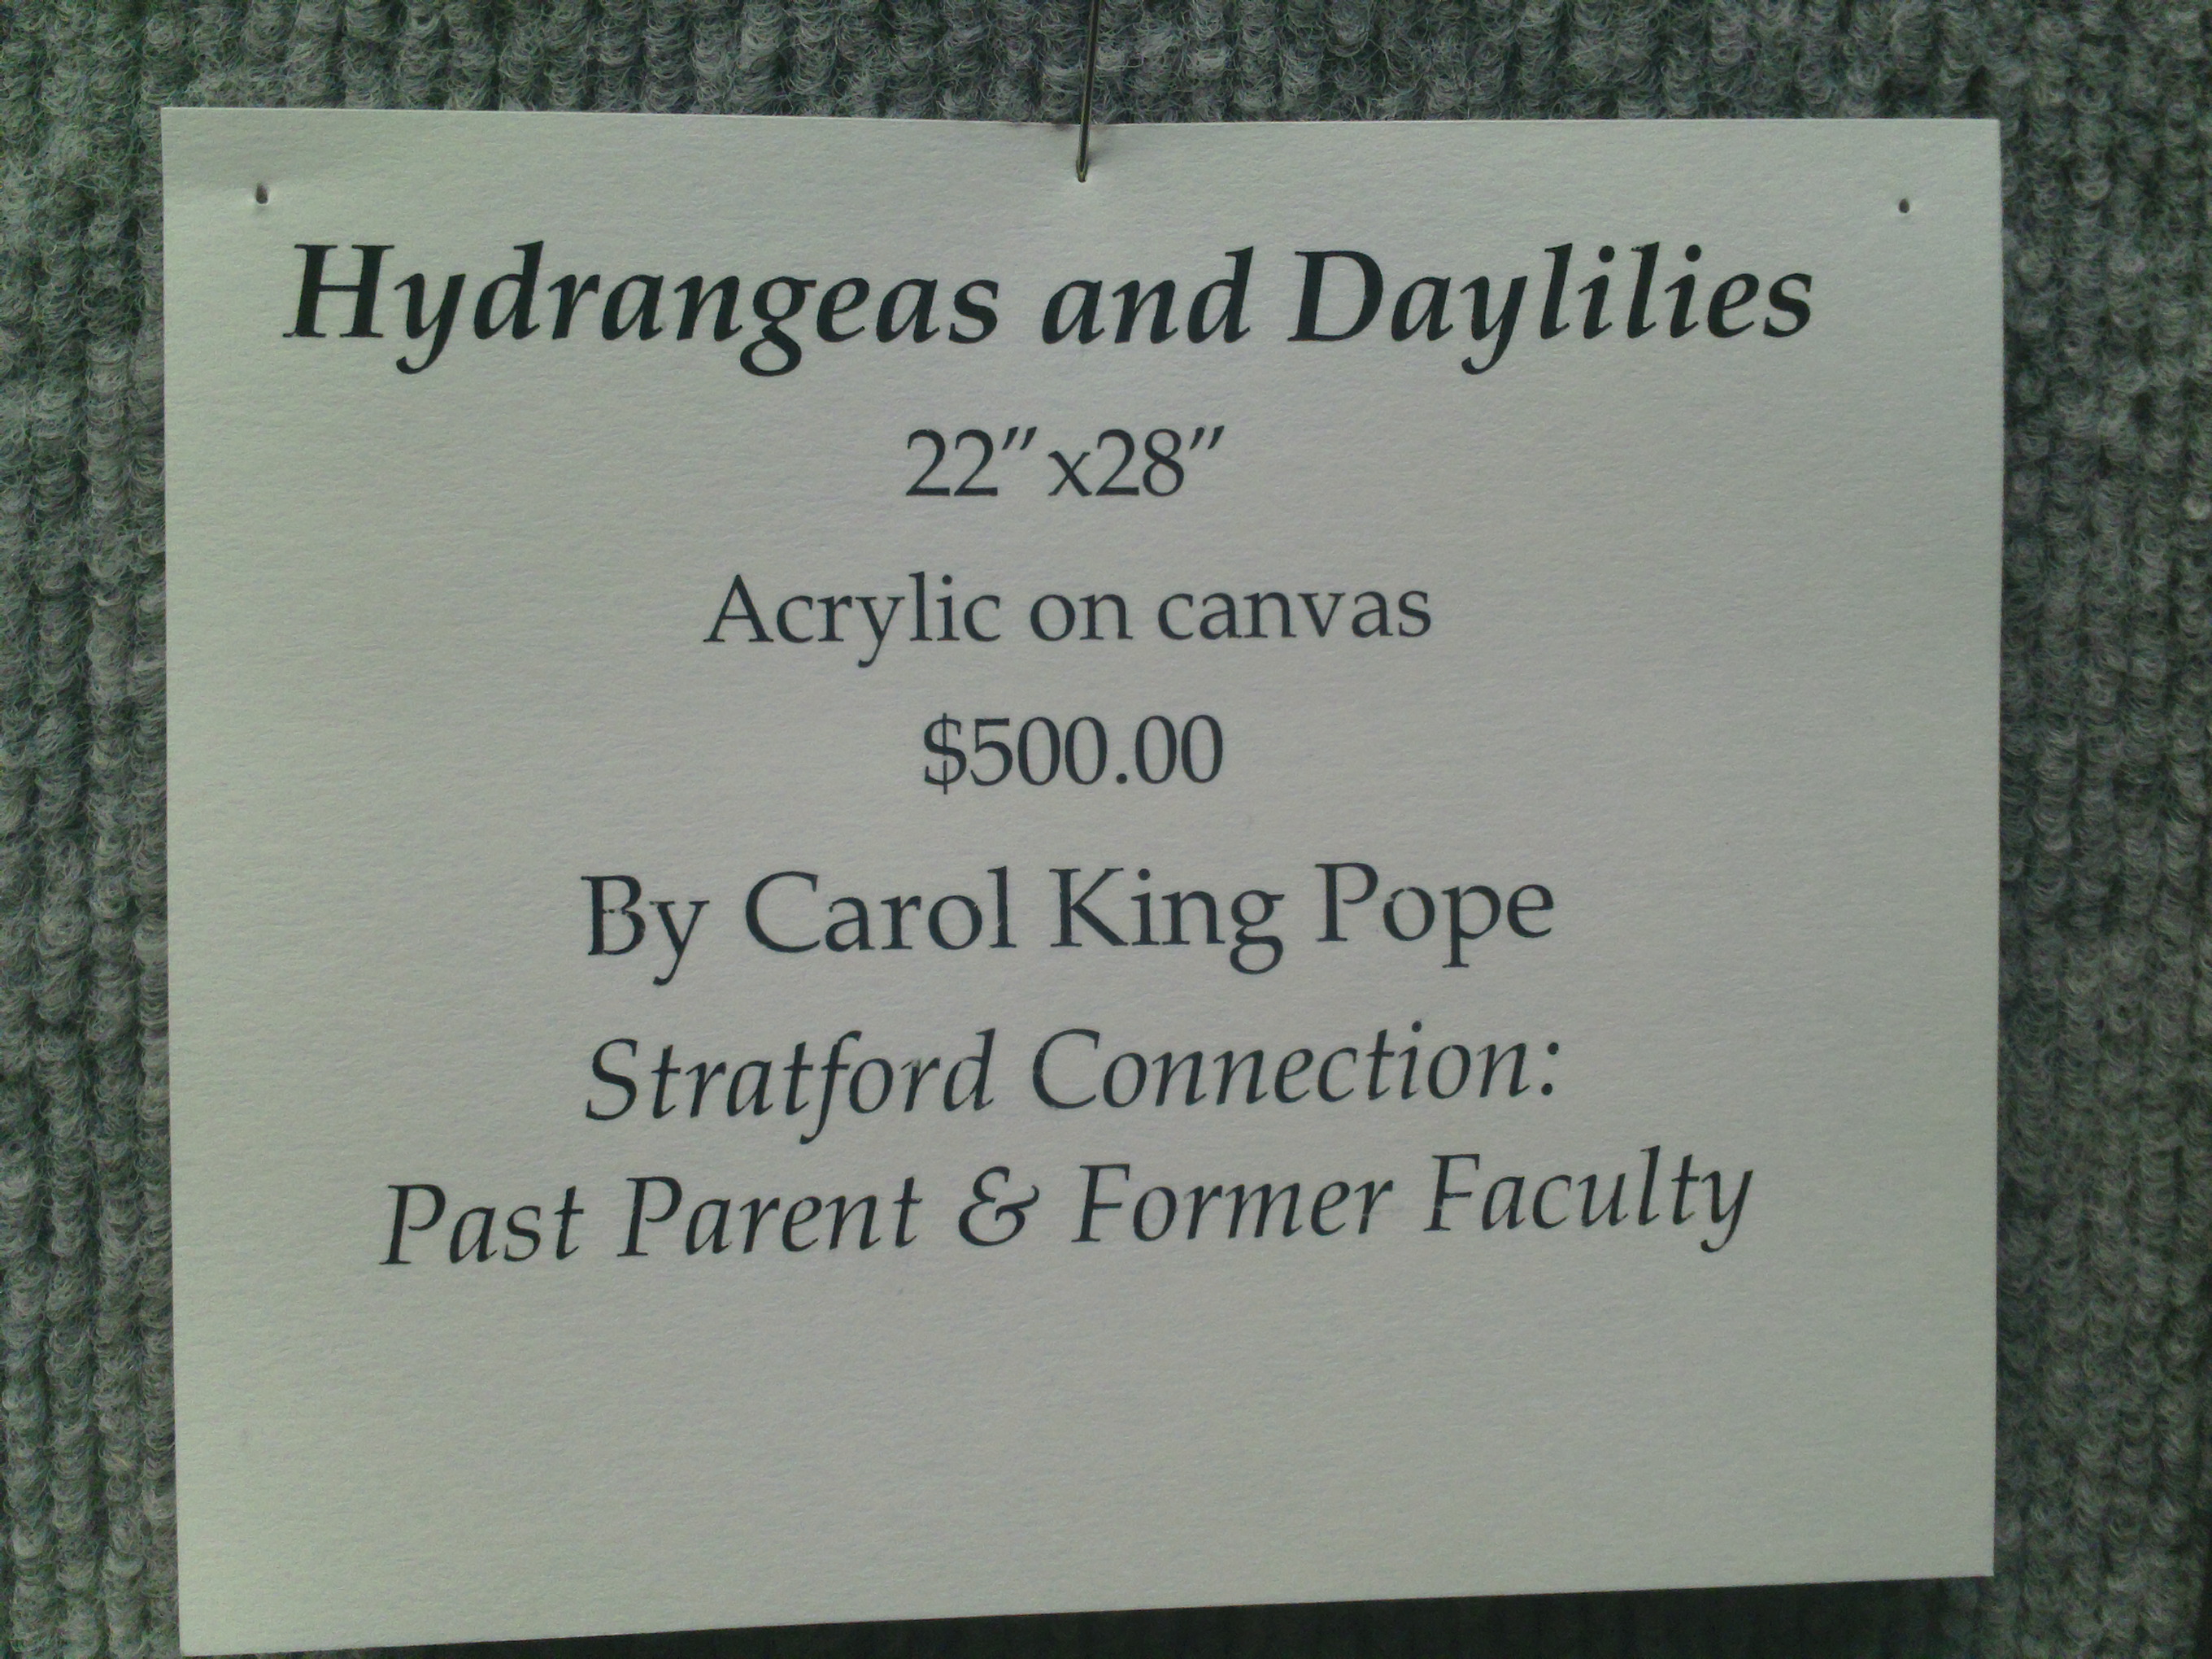 Hydrangeas and Daylilies
22"x28"
Acrylic on canvas
$500.00
By Carol King Pope
Stratford Connection:
Past Parent & Former Faculty